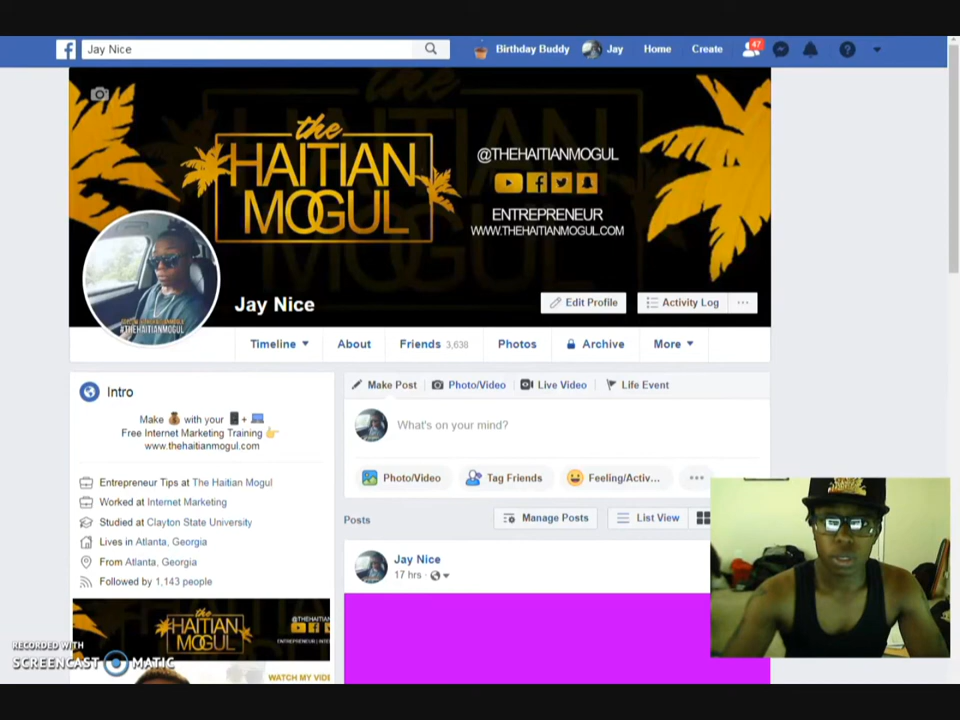 Jay Nice
Birthday Buddy
Jay
Home
Create
47
the
HAITIAN
MOGUL
@THEHAITIANMOGUL
ENTREPRENEUR
WWW.THEHAITIANMOGUL.COM
#THEHAITIANMOGUL
Jay Nice
Edit Profile
Activity Log
Timeline
About
Friends 3,638
Photos
Archive
More
Intro
Make 💰 with your 📱+ 💻
Free Internet Marketing Training 👉
www.thehaitianmogul.com
Entrepreneur Tips at The Haitian Mogul
Worked at Internet Marketing
Studied at Clayton State University
Lives in Atlanta, Georgia
From Atlanta, Georgia
Followed by 1,143 people
the
HAITIAN
MOGUL
WATCH MY VIDE
Make Post
Photo/Video
Live Video
Life Event
What's on your mind?
Photo/Video
Tag Friends
Feeling/Activ...
Posts
Manage Posts
List View
Jay Nice
17 hrs
RECORDED WITH
SCREENCAST MATIC